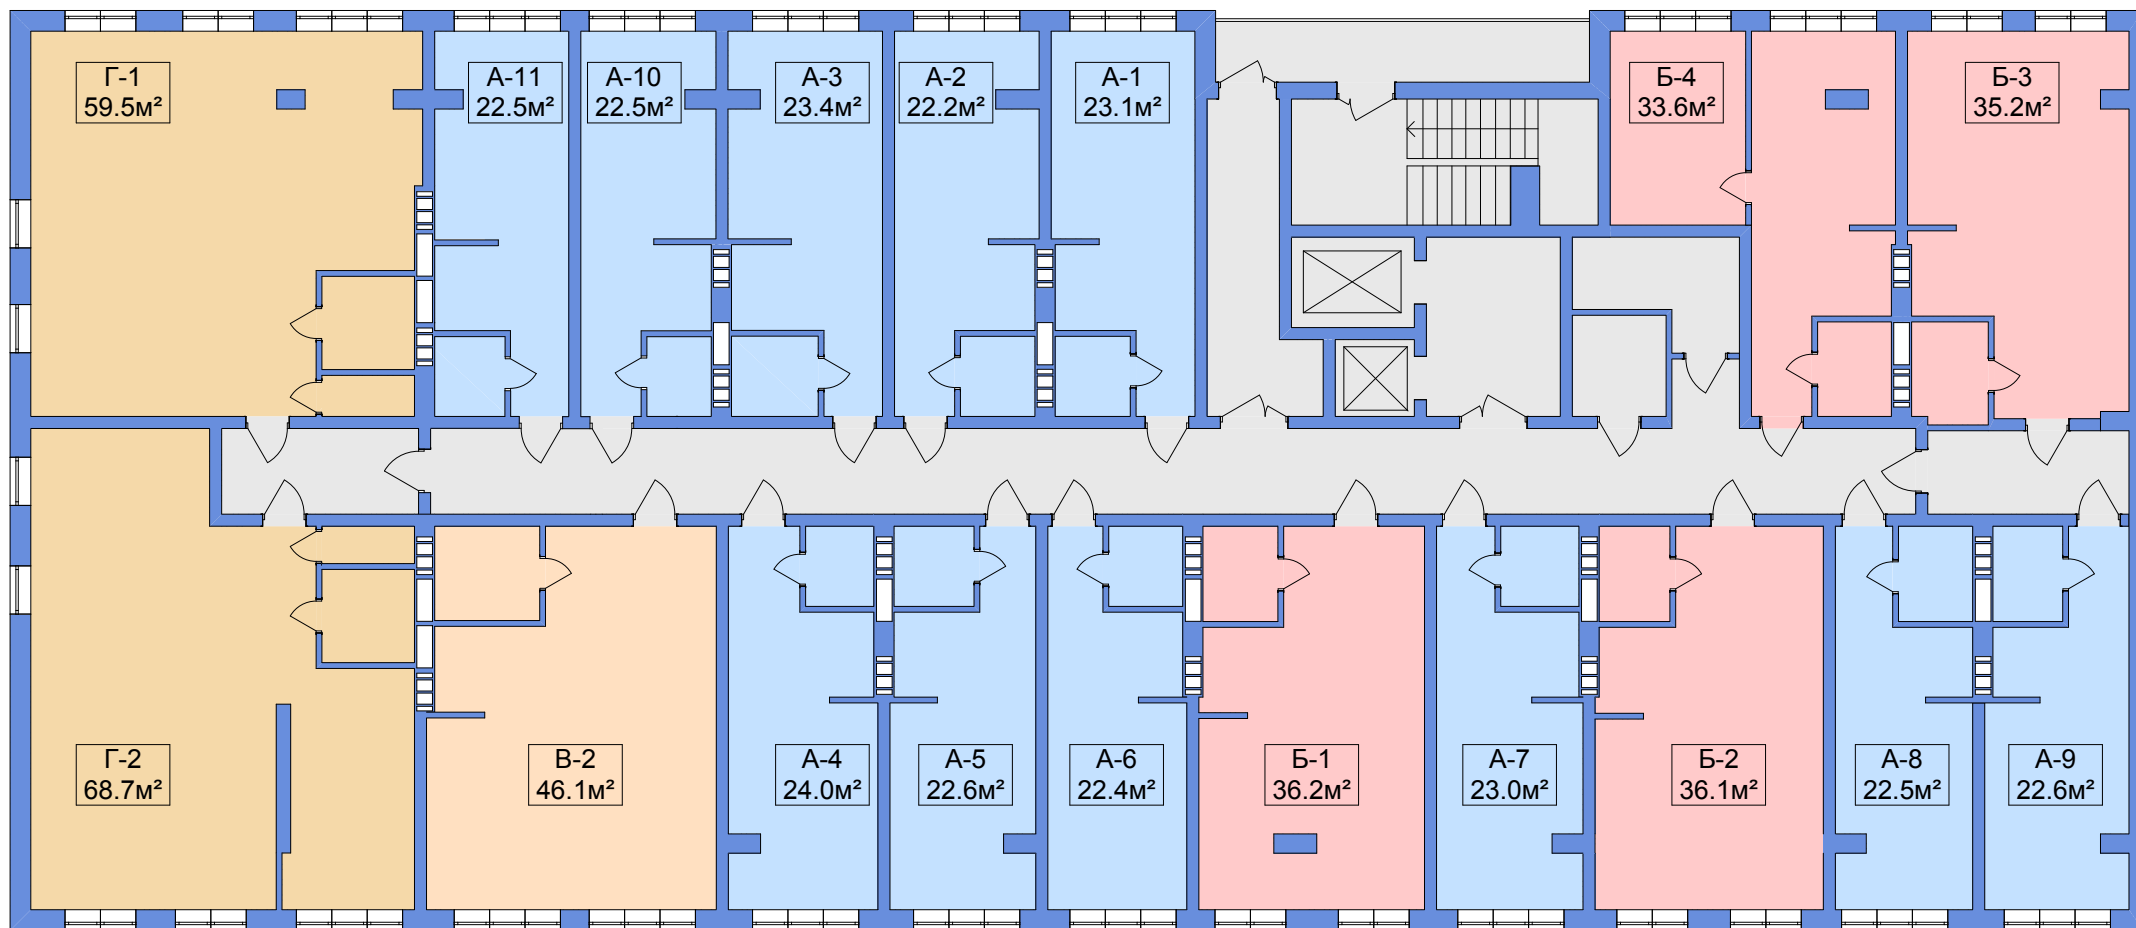 Г-1
59.5м²
А-11
22.5м²
А-10
22.5м²
А-3
23.4м²
А-2
22.2м²
А-1
23.1м²
Б-4
33.6м²
Б-3
35.2м²
Г-2
68.7м²
В-2
46.1м²
А-4
24.0м²
А-5
22.6м²
А-6
22.4м²
Б-1
36.2м²
А-7
23.0м²
Б-2
36.1м²
А-8
22.5м²
А-9
22.6м²